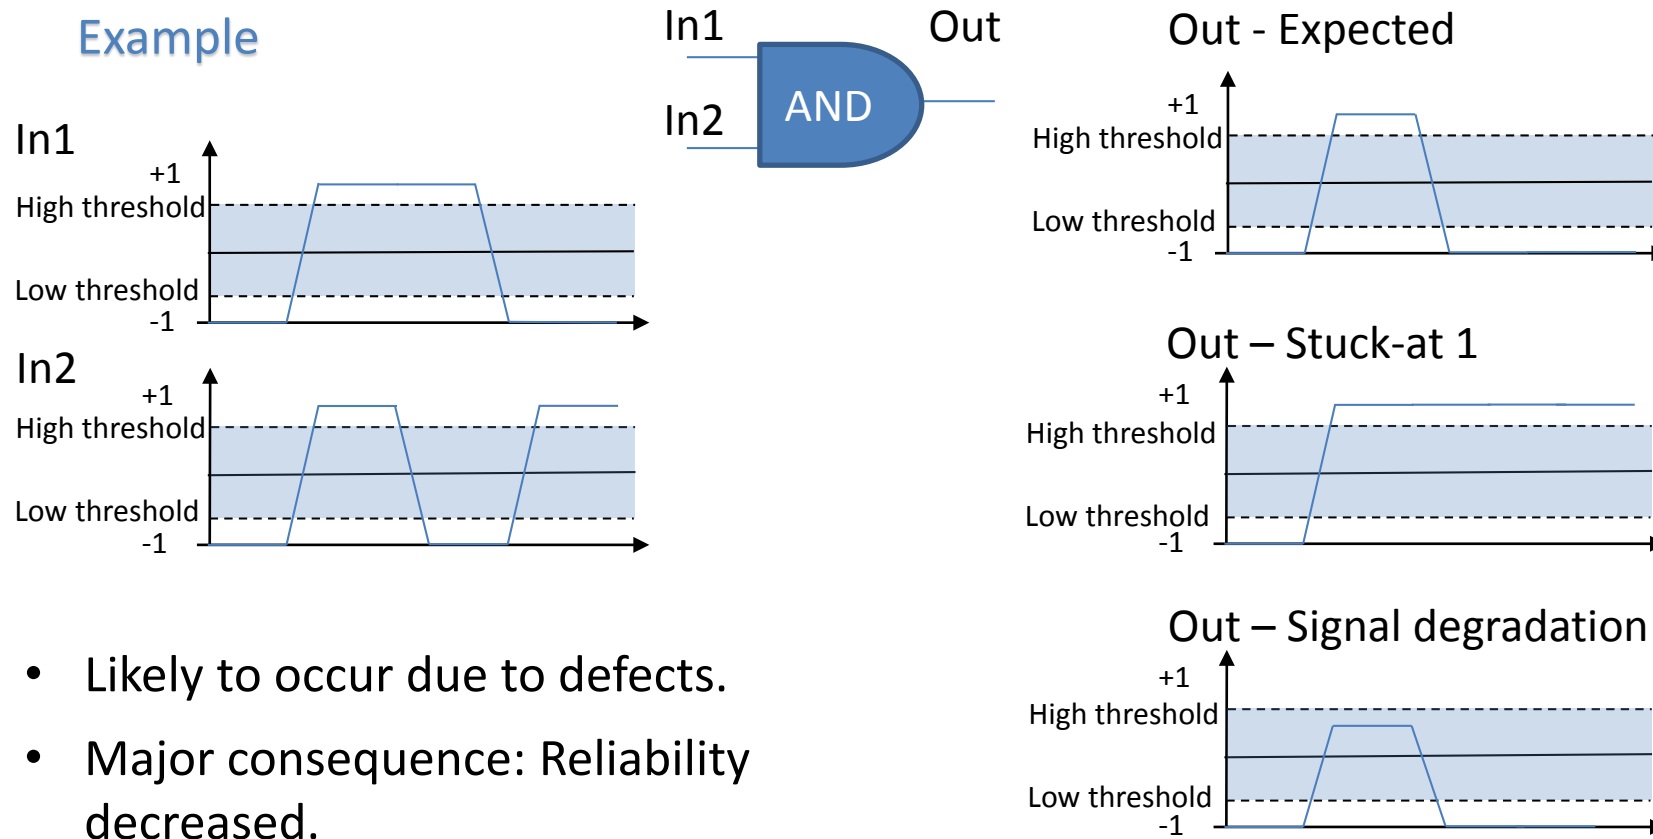 Example
In1
+1
High threshold
Low threshold
-1
In2
+1
High threshold
Low threshold
-1
• Likely to occur due to defects.
• Major consequence: Reliability
decreased.
In1
In2
AND
Out
Out - Expected
+1
High threshold
Low threshold
-1
Out – Stuck-at 1
+1
High threshold
Low threshold
-1
Out – Signal degradation
+1
High threshold
Low threshold
-1